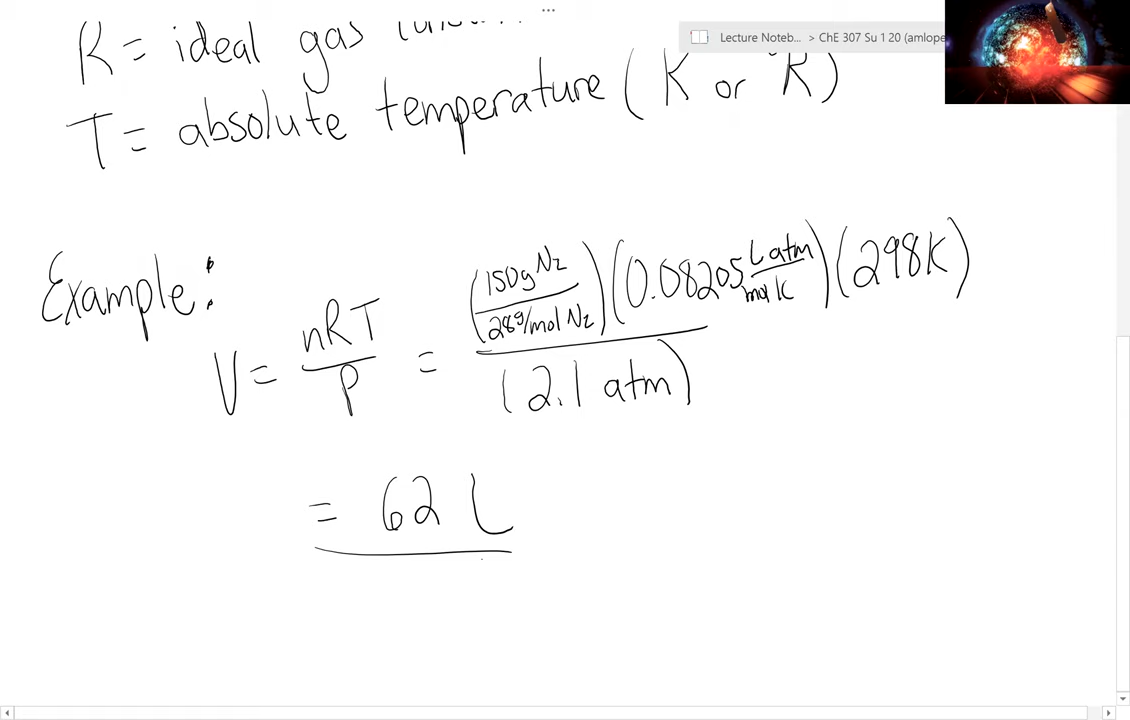 Lecture Noteb... > ChE 307 Su 1 20 (amlope
R = ideal gas
T = absolute temperature (K or °R)
Example:
V = nRT/P = (150g N2 / 28g/mol N2)(0.08205 L atm / mol K)(298K) / (2.1 atm)
= 62 L